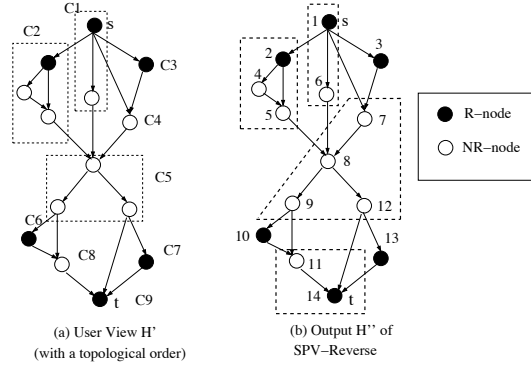 C1
s
C2
C3
C4
C5
C6
C7
C8
C9
t
(a) User View H'
(with a topological order)
1
s
2
3
4
5
6
7
8
9
12
10
13
11
14
t
(b) Output H'' of
SPV-Reverse
R-node
NR-node